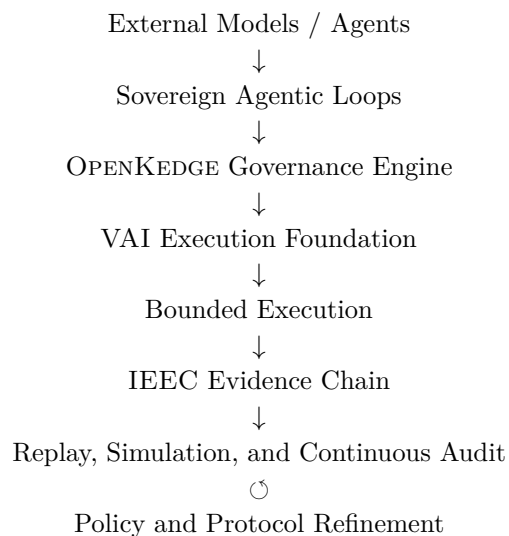 External Models / Agents
↓
Sovereign Agentic Loops
↓
OPENKEDGE Governance Engine
↓
VAI Execution Foundation
↓
Bounded Execution
↓
IEEC Evidence Chain
↓
Replay, Simulation, and Continuous Audit
↺
Policy and Protocol Refinement